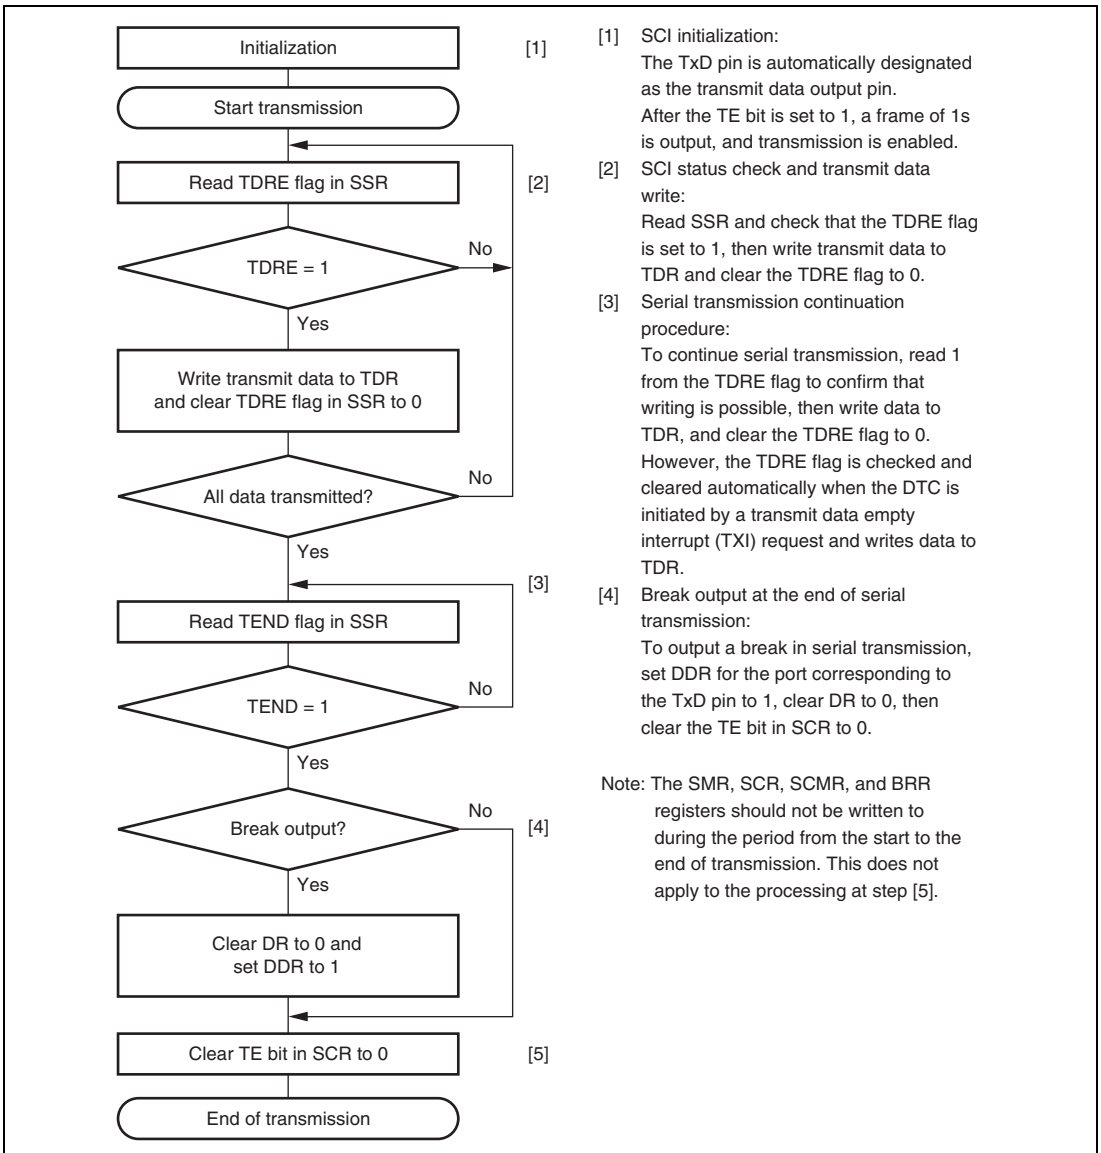 Initialization
[1]
Start transmission
Read TDRE flag in SSR
[2]
No
TDRE = 1
Yes
Write transmit data to TDR
and clear TDRE flag in SSR to 0
No
All data transmitted?
Yes
[3]
Read TEND flag in SSR
No
TEND = 1
Yes
No
Break output?
[4]
Yes
Clear DR to 0 and
set DDR to 1
Clear TE bit in SCR to 0
[5]
End of transmission
[1] SCI initialization:
The TxD pin is automatically designated
as the transmit data output pin.
After the TE bit is set to 1, a frame of 1s
is output, and transmission is enabled.
[2] SCI status check and transmit data
write:
Read SSR and check that the TDRE flag
is set to 1, then write transmit data to
TDR and clear the TDRE flag to 0.
[3] Serial transmission continuation
procedure:
To continue serial transmission, read 1
from the TDRE flag to confirm that
writing is possible, then write data to
TDR, and clear the TDRE flag to 0.
However, the TDRE flag is checked and
cleared automatically when the DTC is
initiated by a transmit data empty
interrupt (TXI) request and writes data to
TDR.
[4] Break output at the end of serial
transmission:
To output a break in serial transmission,
set DDR for the port corresponding to
the TxD pin to 1, clear DR to 0, then
clear the TE bit in SCR to 0.
Note: The SMR, SCR, SCMR, and BRR
registers should not be written to
during the period from the start to the
end of transmission. This does not
apply to the processing at step [5].